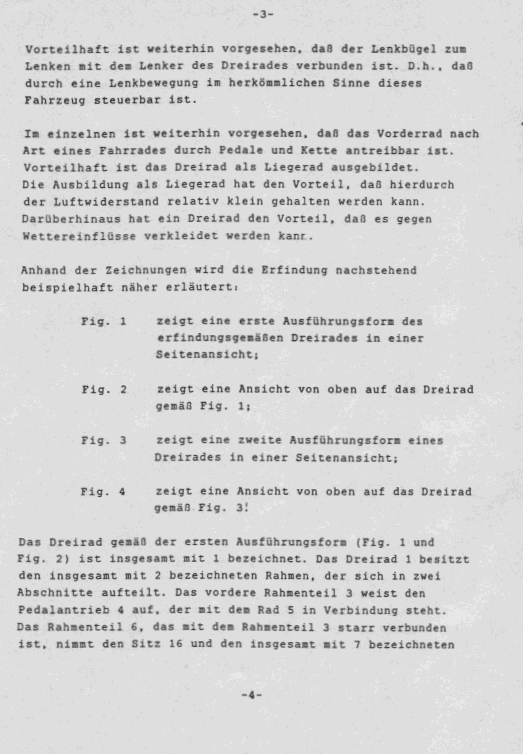 -3-
Vorteilhaft ist weiterhin vorgesehen, daß der Lenkbügel zum
Lenken mit dem Lenker des Dreirades verbunden ist. D.h., daß
durch eine Lenkbewegung im herkömmlichen Sinne dieses
Fahrzeug steuerbar ist.
Im einzelnen ist weiterhin vorgesehen, daß das Vorderrad nach
Art eines Fahrrades durch Pedale und Kette antreibbar ist.
Vorteilhaft ist das Dreirad als Liegerad ausgebildet.
Die Ausbildung als Liegerad hat den Vorteil, daß hierdurch
der Luftwiderstand relativ klein gehalten werden kann.
Darüberhinaus hat ein Dreirad den Vorteil, daß es gegen
Wettereinflüsse verkleidet werden kann.
Anhand der Zeichnungen wird die Erfindung nachstehend
beispielhaft näher erläutert:
Fig. 1 zeigt eine erste Ausführungsform des
erfindungsgemäßen Dreirades in einer
Seitenansicht;
Fig. 2 zeigt eine Ansicht von oben auf das Dreirad
gemäß Fig. 1;
Fig. 3 zeigt eine zweite Ausführungsform eines
Dreirades in einer Seitenansicht;
Fig. 4 zeigt eine Ansicht von oben auf das Dreirad
gemäß Fig. 3.
Das Dreirad gemäß der ersten Ausführungsform (Fig. 1 und
Fig. 2) ist insgesamt mit 1 bezeichnet. Das Dreirad 1 besitzt
den insgesamt mit 2 bezeichneten Rahmen, der sich in zwei
Abschnitte aufteilt. Das vordere Rahmenteil 3 weist den
Pedalantrieb 4 auf, der mit dem Rad 5 in Verbindung steht.
Das Rahmenteil 6, das mit dem Rahmenteil 3 starr verbunden
ist, nimmt den Sitz 16 und den insgesamt mit 7 bezeichneten
-4-